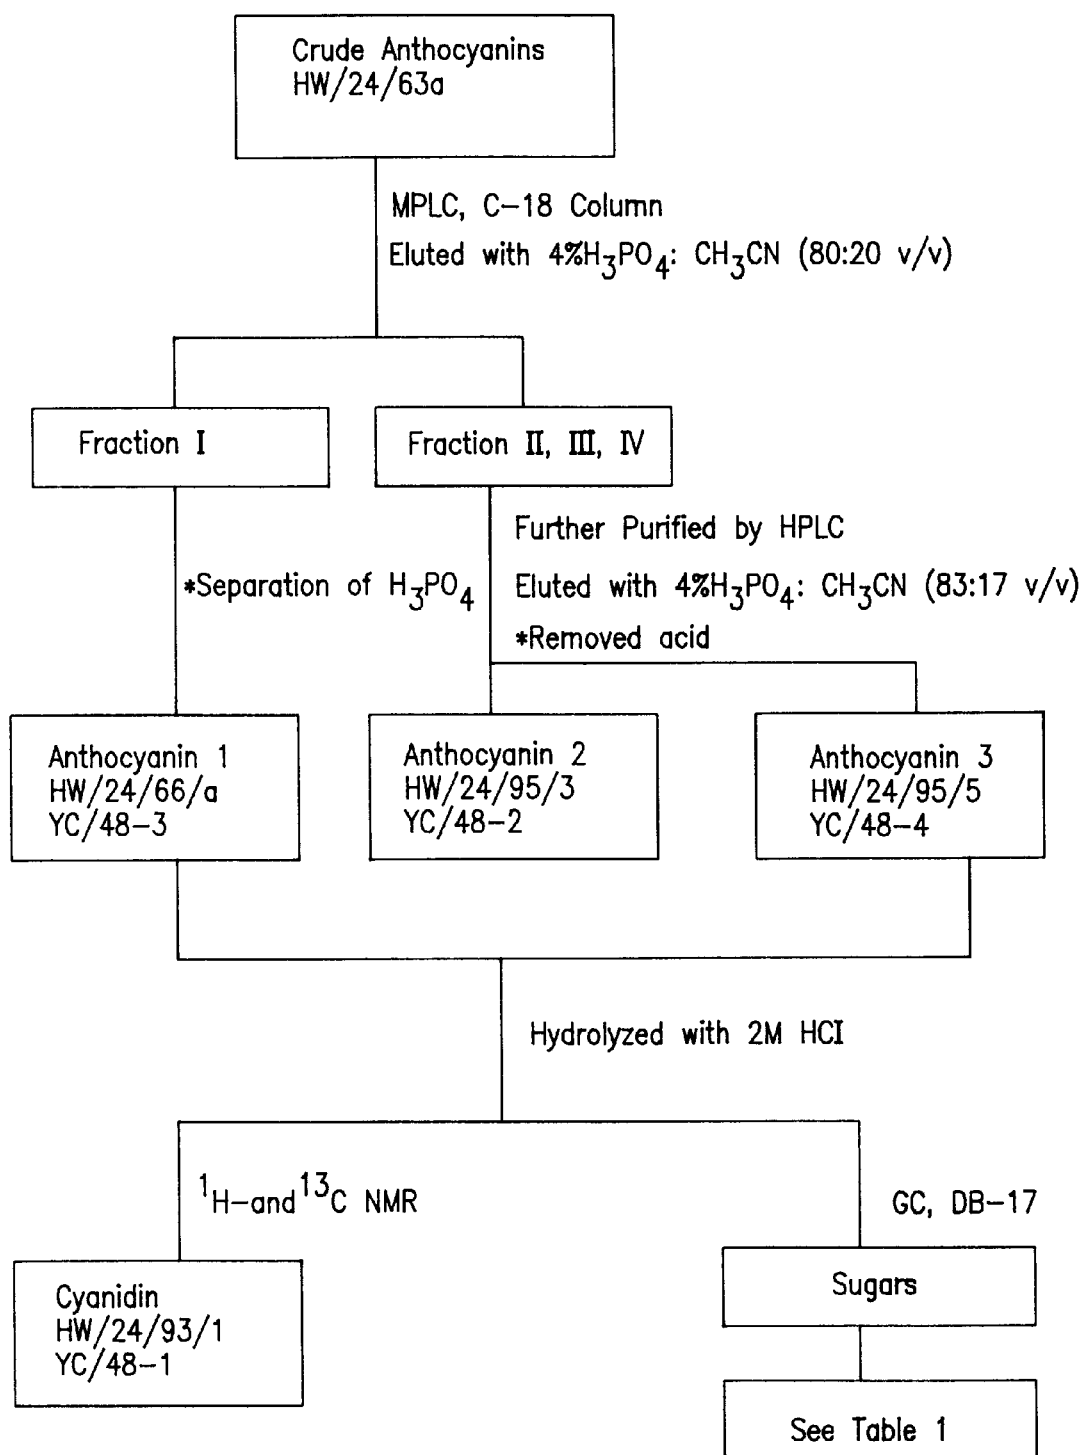 Crude Anthocyanins
HW/24/63a
MPLC, C-18 Column
Eluted with 4%H3PO4: CH3CN (80:20 v/v)
Fraction I
Fraction II, III, IV
Further Purified by HPLC
*Separation of H3PO4
Eluted with 4%H3PO4: CH3CN (83:17 v/v)
*Removed acid
Anthocyanin 1
HW/24/66/a
YC/48-3
Anthocyanin 2
HW/24/95/3
YC/48-2
Anthocyanin 3
HW/24/95/5
YC/48-4
Hydrolyzed with 2M HCI
1H-and 13C NMR
GC, DB-17
Cyanidin
HW/24/93/1
YC/48-1
Sugars
See Table 1